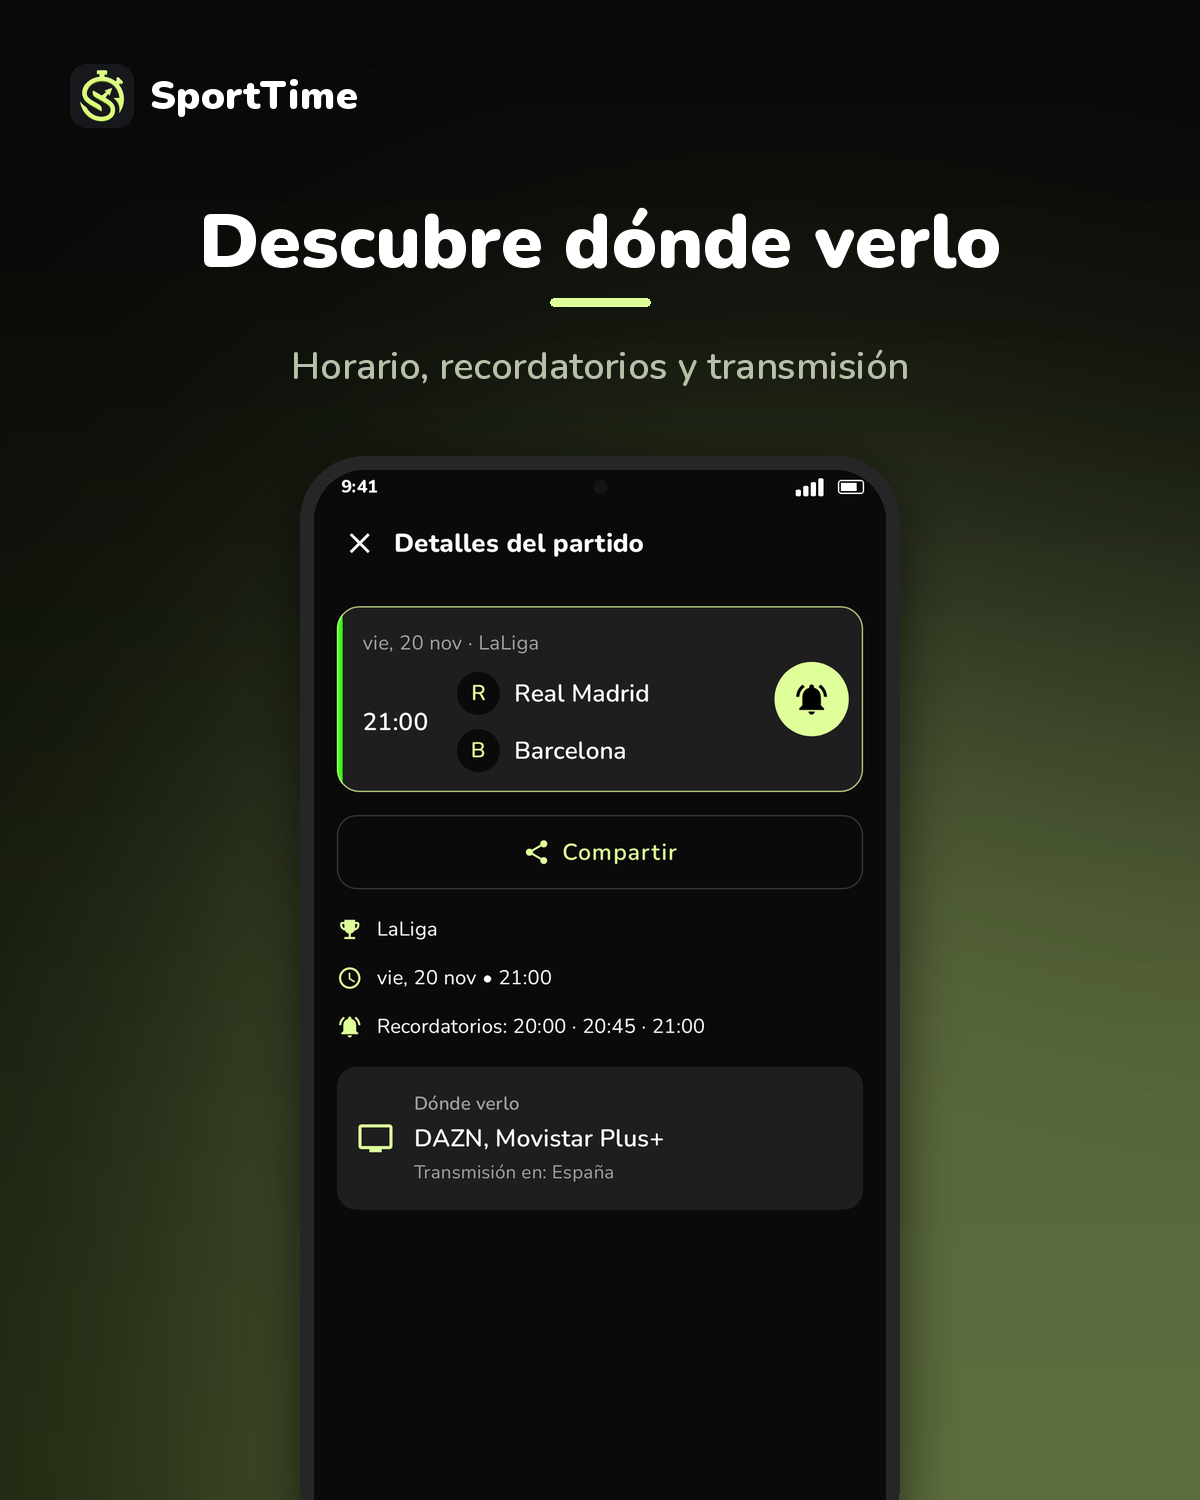 SportTime
Descubre dónde verlo
Horario, recordatorios y transmisión
9:41
Detalles del partido
vie, 20 nov · LaLiga
21:00
R Real Madrid
B Barcelona
Compartir
LaLiga
vie, 20 nov • 21:00
Recordatorios: 20:00 · 20:45 · 21:00
Dónde verlo
DAZN, Movistar Plus+
Transmisión en: España